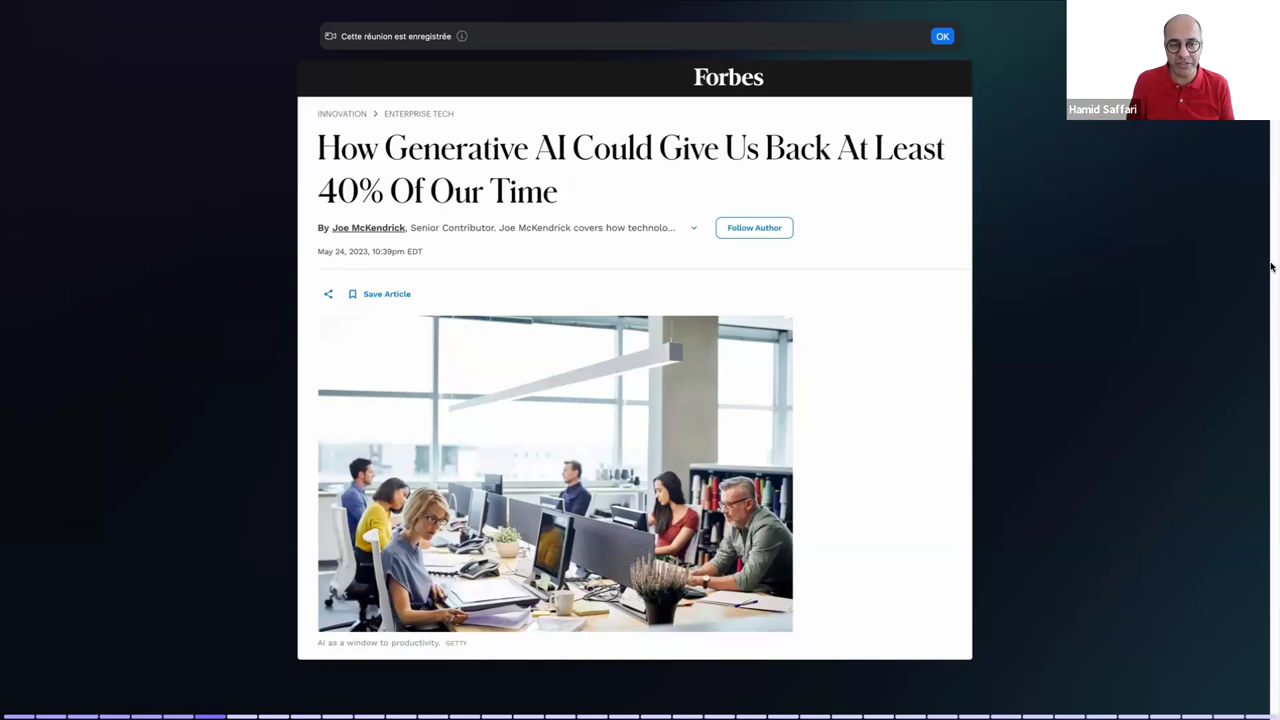 Cette réunion est enregistrée
OK
Hamid Saffari
Forbes
INNOVATION > ENTERPRISE TECH
How Generative AI Could Give Us Back At Least
40% Of Our Time
By Joe McKendrick, Senior Contributor. Joe McKendrick covers how technolo...
Follow Author
May 24, 2023, 10:39pm EDT
Save Article
AI as a window to productivity. GETTY